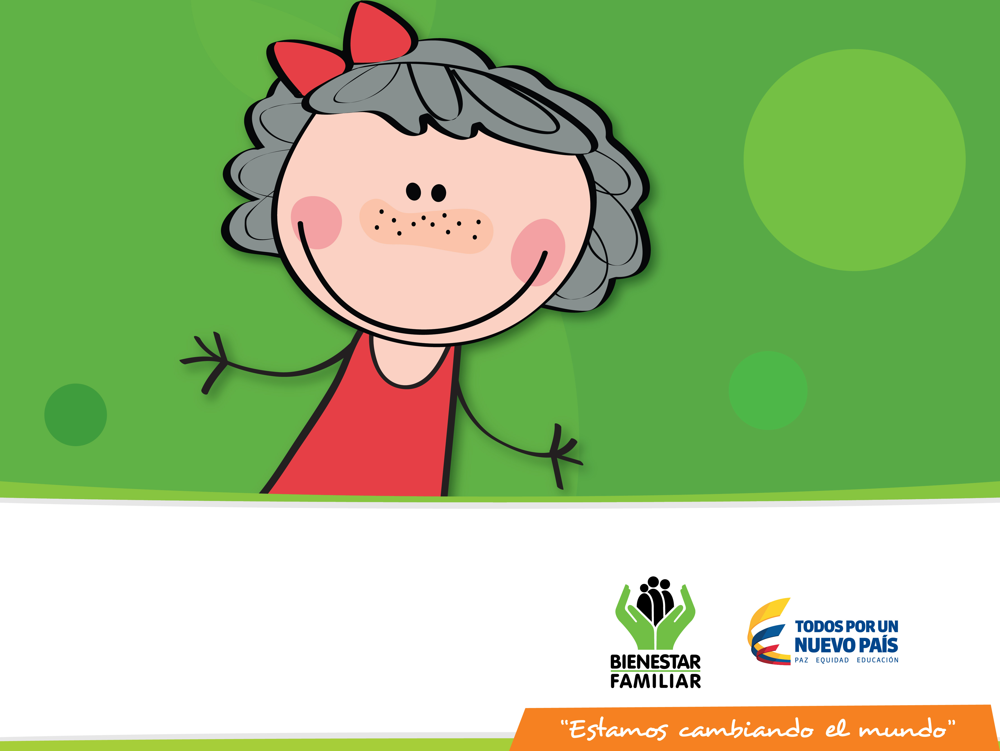 BIENESTAR
FAMILIAR
TODOS POR UN
NUEVO PAÍS
PAZ EQUIDAD EDUCACIÓN
"Estamos cambiando el mundo"